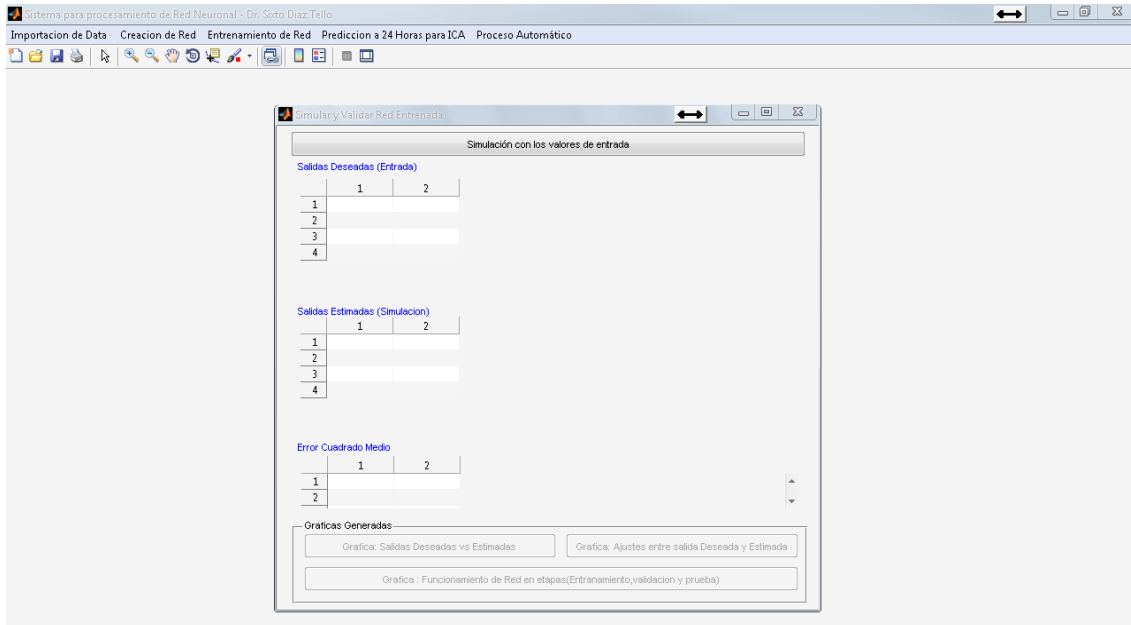 Sistema para procesamiento de Red Neuronal - Dr. Sixto Diaz Tello
Importacion de Data Creacion de Red Entrenamiento de Red Prediccion a 24 Horas para ICA Proceso Automático
Simular y Validar Red Entrenada
Simulación con los valores de entrada
Salidas Deseadas (Entrada)
1 2
1
2
3
4
Salidas Estimadas (Simulacion)
1 2
1
2
3
4
Error Cuadrado Medio
1 2
1
2
Graficas Generadas
Grafica: Salidas Deseadas vs Estimadas Grafica: Ajustes entre salida Deseada y Estimada
Grafica : Funcionamiento de Red en etapas(Entranamiento,validacion y prueba)